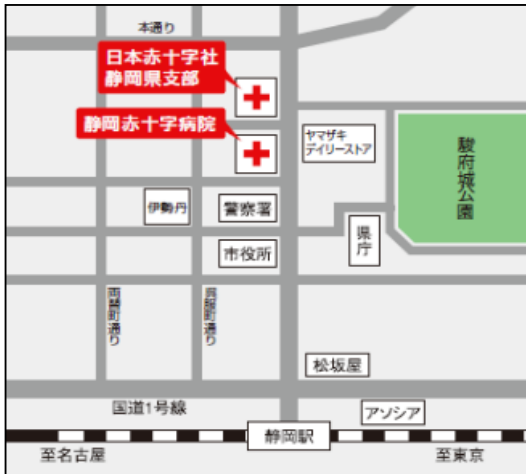 本通り
日本赤十字社
静岡県支部
静岡赤十字病院
ヤマザキ
デイリーストア
駿府城公園
伊勢丹
警察署
県庁
市役所
両替町通り
呉服町通り
松坂屋
国道1号線
アソシア
静岡駅
至名古屋
至東京